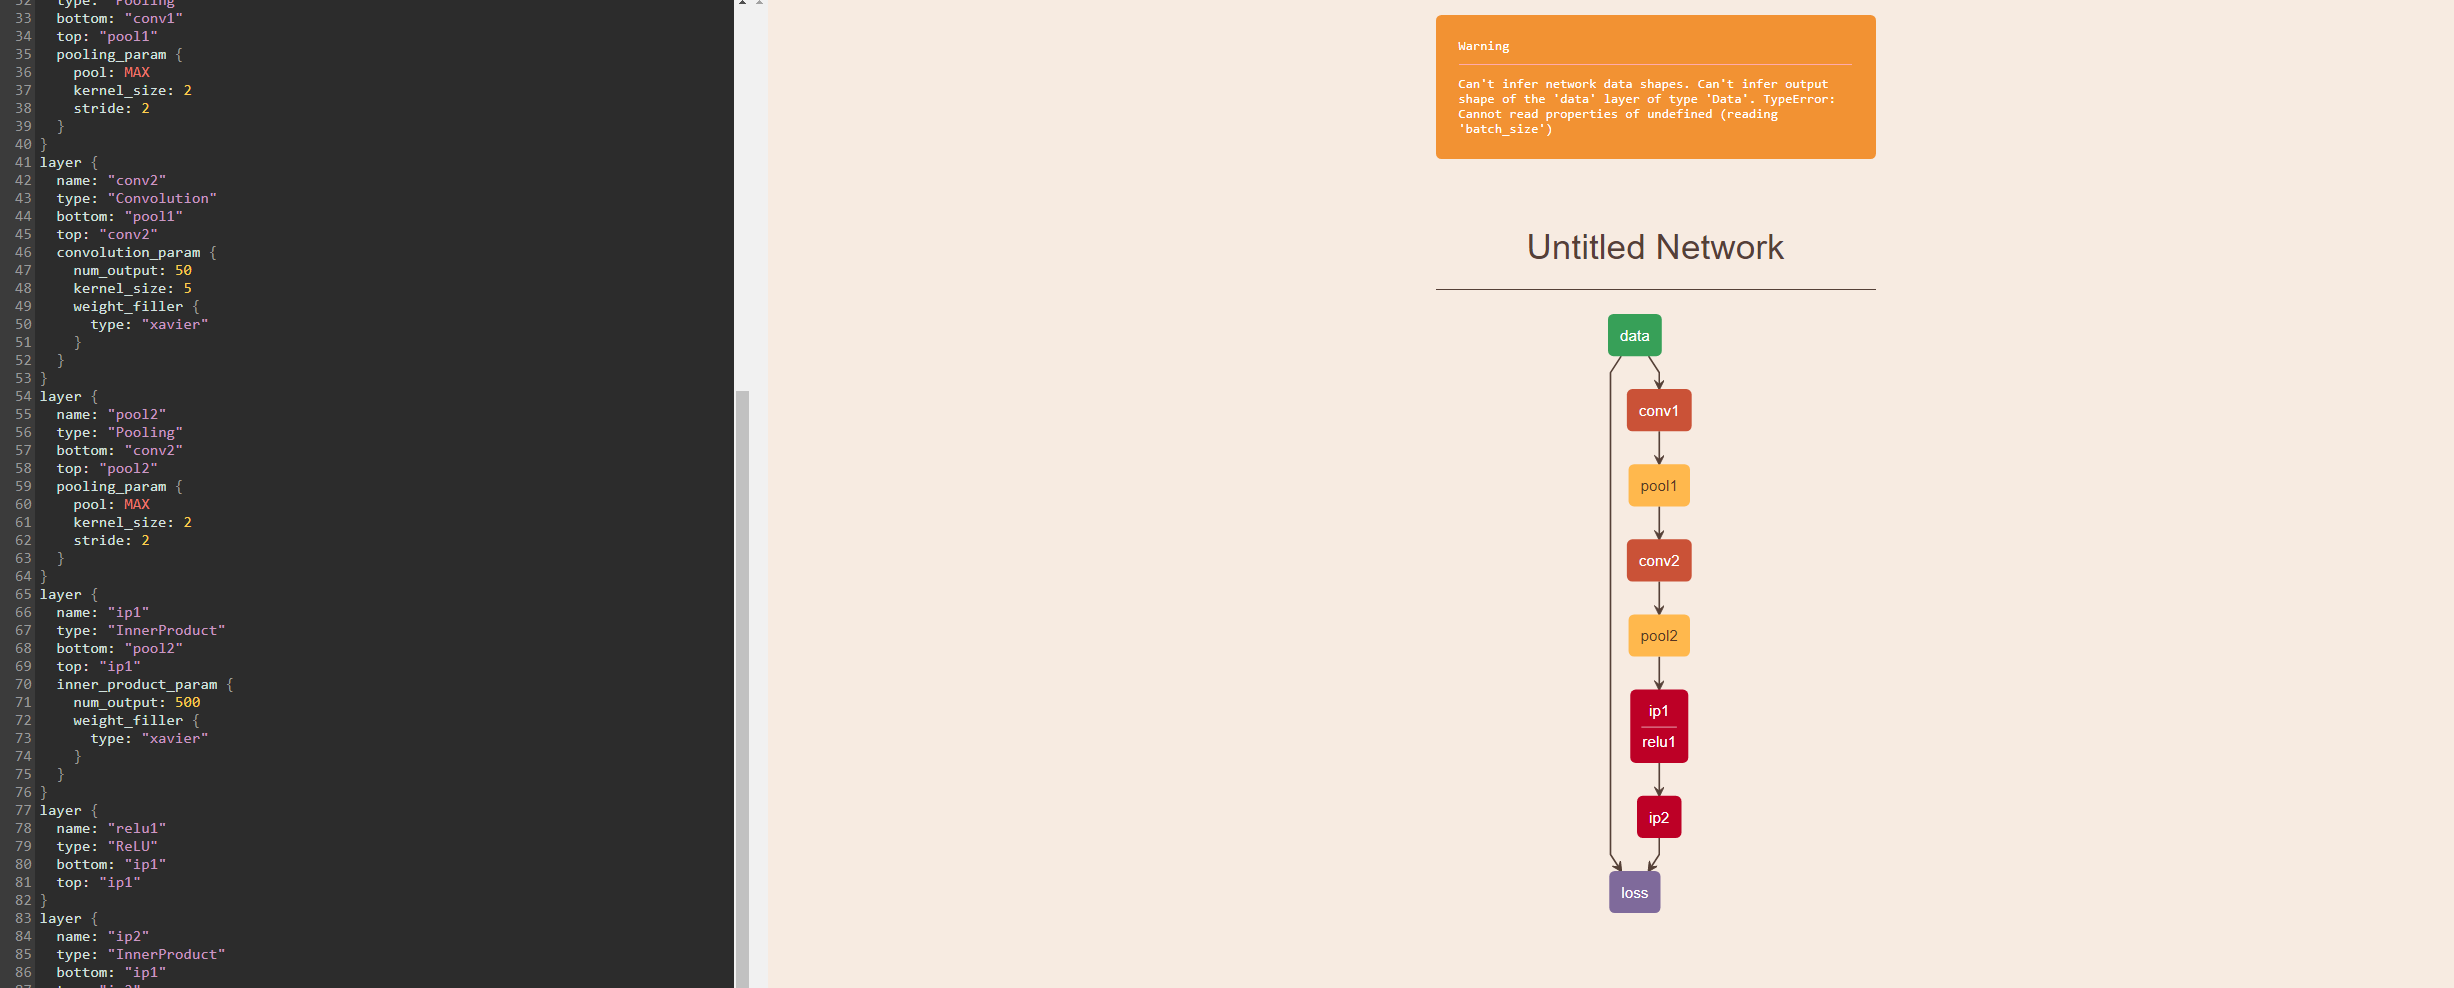 32 type: "Pooling"
33 bottom: "conv1"
34 top: "pool1"
35 pooling_param {
36 pool: MAX
37 kernel_size: 2
38 stride: 2
39 }
40 }
41 layer {
42 name: "conv2"
43 type: "Convolution"
44 bottom: "pool1"
45 top: "conv2"
46 convolution_param {
47 num_output: 50
48 kernel_size: 5
49 weight_filler {
50 type: "xavier"
51 }
52 }
53 }
54 layer {
55 name: "pool2"
56 type: "Pooling"
57 bottom: "conv2"
58 top: "pool2"
59 pooling_param {
60 pool: MAX
61 kernel_size: 2
62 stride: 2
63 }
64 }
65 layer {
66 name: "ip1"
67 type: "InnerProduct"
68 bottom: "pool2"
69 top: "ip1"
70 inner_product_param {
71 num_output: 500
72 weight_filler {
73 type: "xavier"
74 }
75 }
76 }
77 layer {
78 name: "relu1"
79 type: "ReLU"
80 bottom: "ip1"
81 top: "ip1"
82 }
83 layer {
84 name: "ip2"
85 type: "InnerProduct"
86 bottom: "ip1"
Warning
Can't infer network data shapes. Can't infer output
shape of the 'data' layer of type 'Data'. TypeError:
Cannot read properties of undefined (reading
'batch_size')
Untitled Network
data
conv1
pool1
conv2
pool2
ip1
relu1
ip2
loss